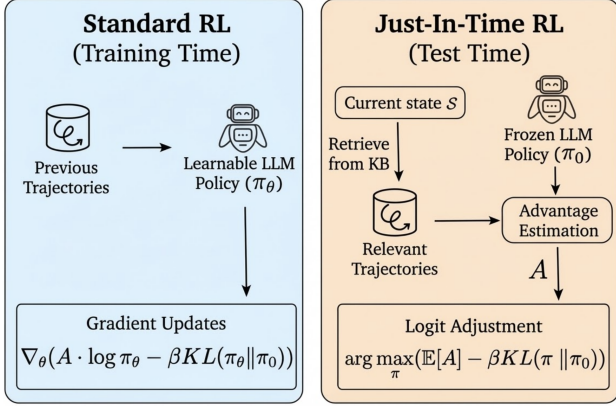 Standard RL
(Training Time)
Previous
Trajectories
Learnable LLM
Policy (π_θ)
Gradient Updates
∇_θ(A · log π_θ − βKL(π_θ‖π_0))
Just-In-Time RL
(Test Time)
Current state 𝒮
Retrieve
from KB
Frozen LLM
Policy (π_0)
Relevant
Trajectories
Advantage
Estimation
A
Logit Adjustment
arg max_π(𝔼[A] − βKL(π ‖π_0))